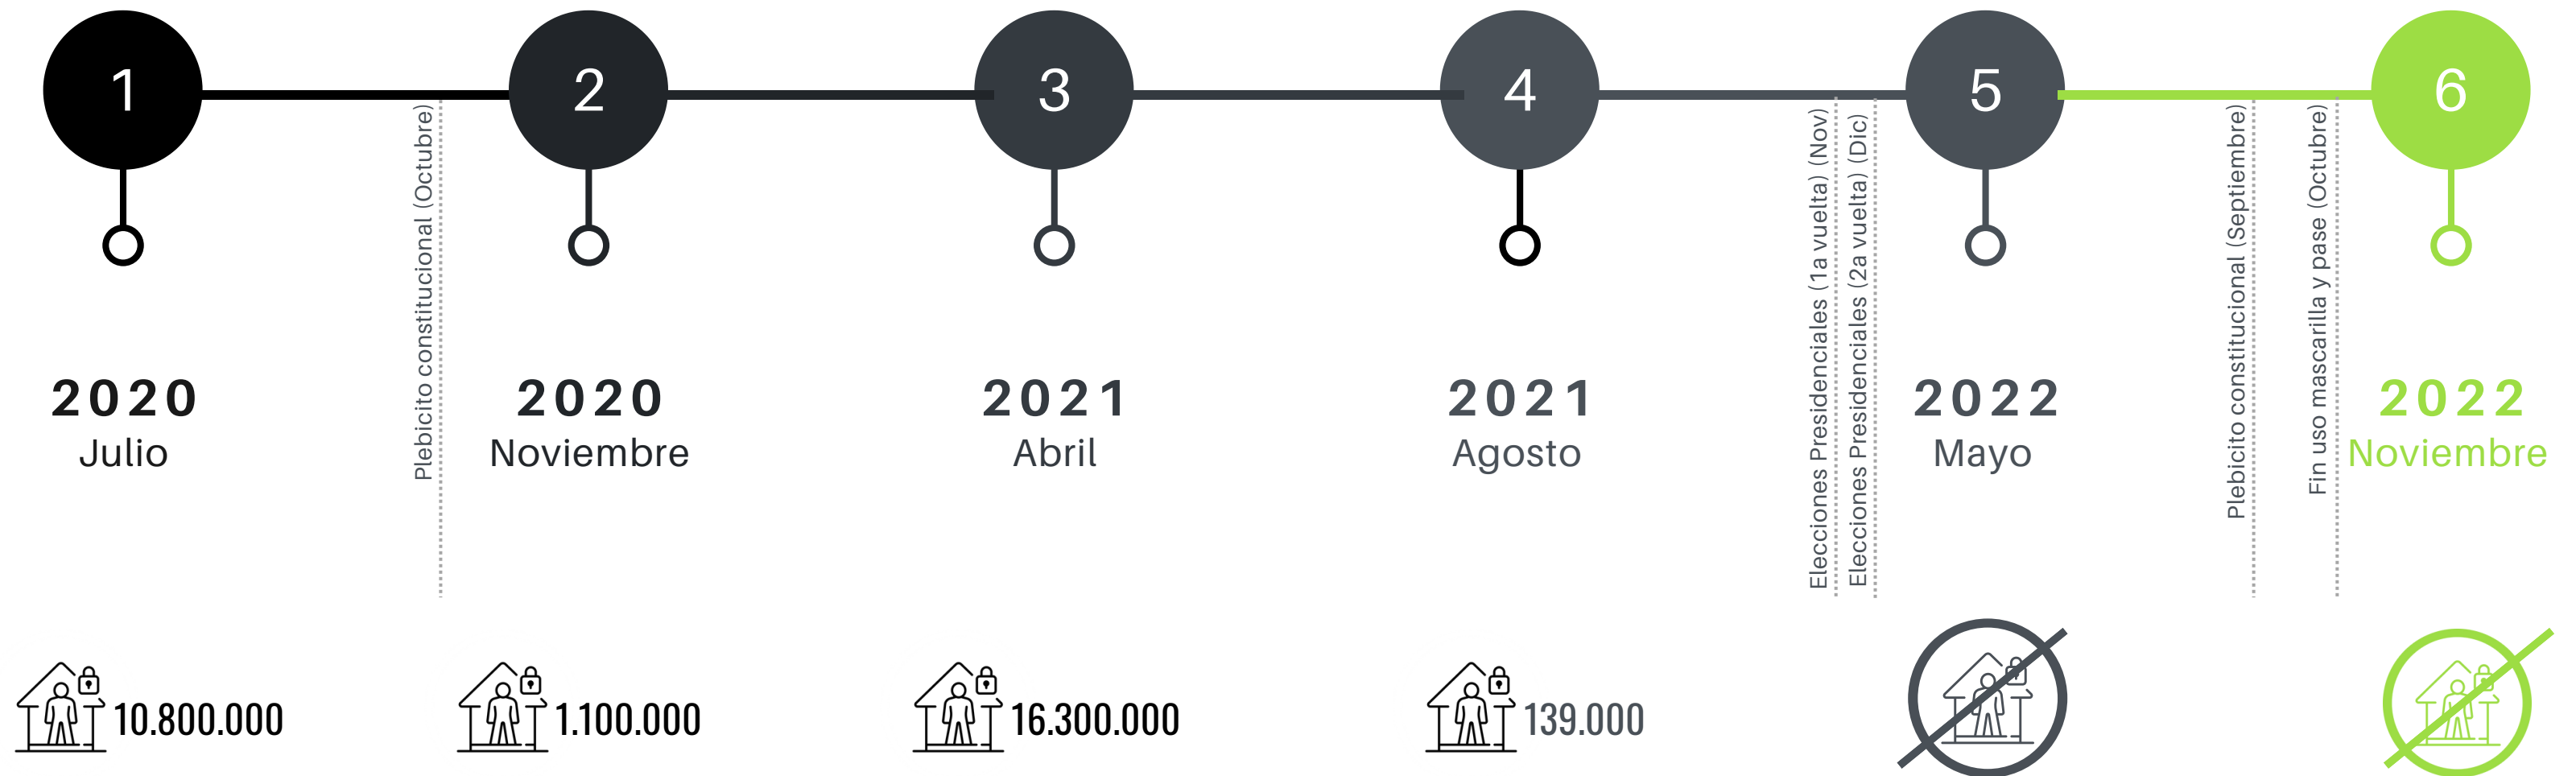 1
2
3
4
5
6
Plebicito constitucional (Octubre)
Elecciones Presidenciales (1a vuelta) (Nov)
Elecciones Presidenciales (2a vuelta) (Dic)
Plebicito constitucional (Septiembre)
Fin uso mascarilla y pase (Octubre)
2020
Julio
2020
Noviembre
2021
Abril
2021
Agosto
2022
Mayo
2022
Noviembre
10.800.000
1.100.000
16.300.000
139.000